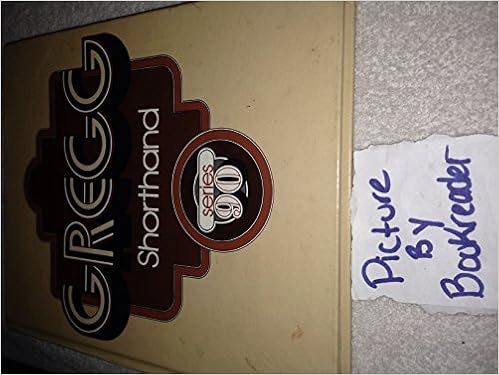 GREGG
Shorthand
series
90
Picture
By
Bookreader